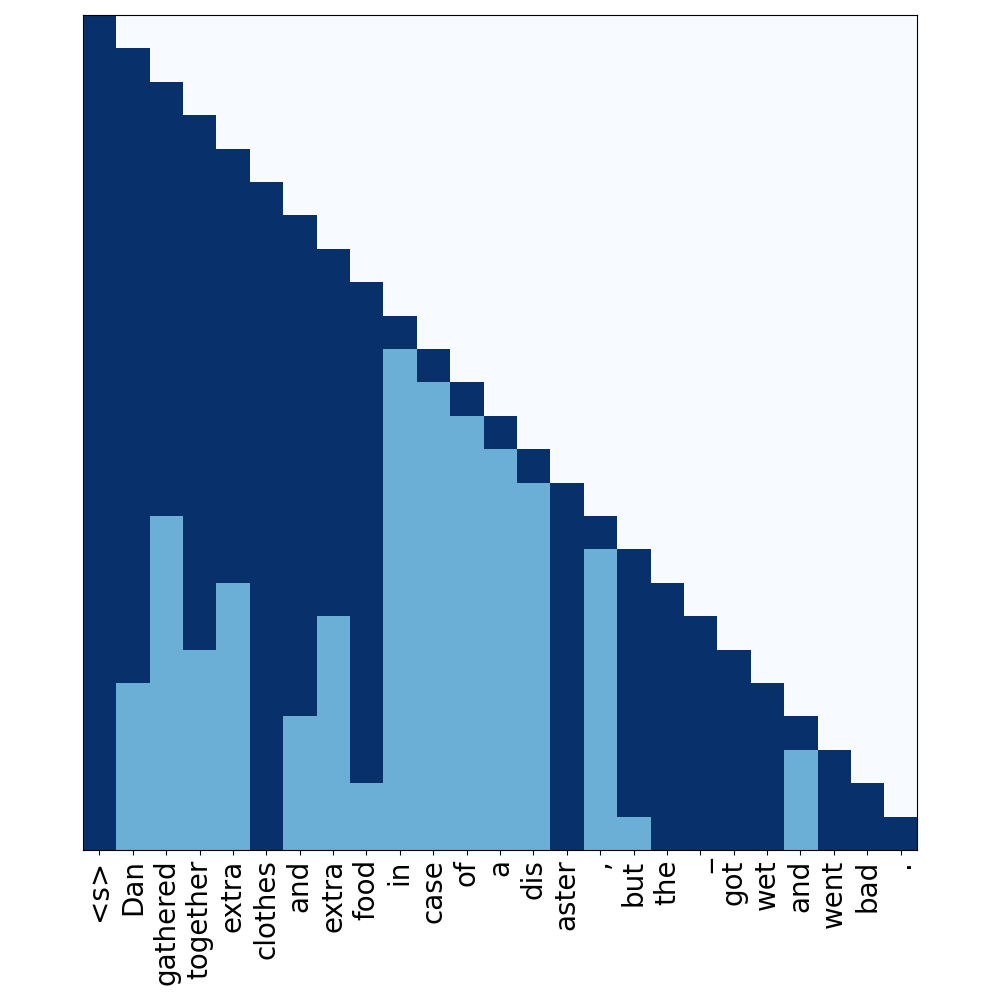 <s>
Dan
gathered
together
extra
clothes
and
extra
food
in
case
of
a
dis
aster
,
but
the
_
got
wet
and
went
bad
.